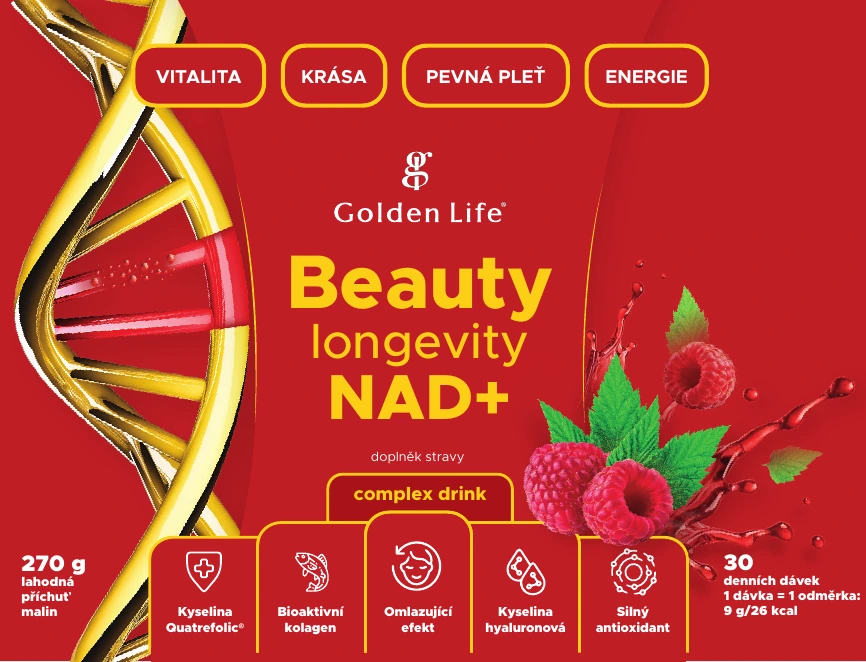 VITALITA
KRÁSA
PEVNÁ PLEŤ
ENERGIE
Golden Life®
Beauty
longevity
NAD+
doplněk stravy
complex drink
270 g
lahodná
příchuť
malin
Kyselina
Quatrefolic®
Bioaktivní
kolagen
Omlazující
efekt
Kyselina
hyaluronová
Silný
antioxidant
30
denních dávek
1 dávka = 1 odměrka:
9 g/26 kcal